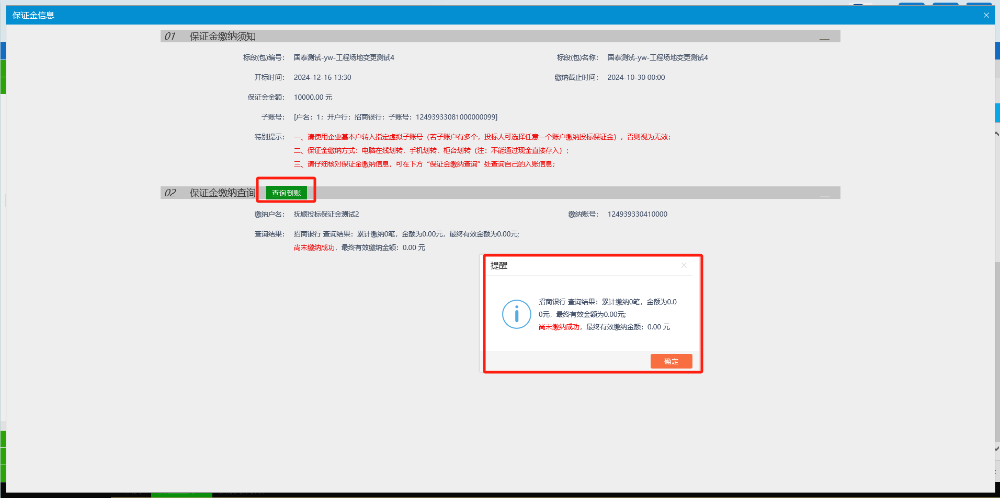 保证金信息
01 保证金缴纳须知
标段(包)编号： 国泰测试-yw-工程场地变更测试4 标段(包)名称： 国泰测试-yw-工程场地变更测试4
开标时间： 2024-12-16 13:30 缴纳截止时间： 2024-10-30 00:00
保证金金额： 10000.00 元
子账号： [户名：1；开户行：招商银行；子账号：12493933081000000099]
特别提示： 一、请使用企业基本户转入指定虚拟子账号（若子账户有多个，投标人可选择任意一个账户缴纳投标保证金），否则视为无效；
二、保证金缴纳方式：电脑在线划转，手机划转，柜台划转（注：不能通过现金直接存入）；
三、请仔细核对保证金缴纳信息，可在下方“保证金缴纳查询”处查询自己的入账信息；
02 保证金缴纳查询 查询到账
缴纳户名： 抚顺投标保证金测试2 缴纳账号： 124939330410000
查询结果： 招商银行 查询结果：累计缴纳0笔，金额为0.00元，最终有效金额为0.00元;
尚未缴纳成功，最终有效缴纳金额：0.00 元
提醒
招商银行 查询结果：累计缴纳0笔，金额为0.0
0元，最终有效金额为0.00元;
尚未缴纳成功，最终有效缴纳金额：0.00 元
确定